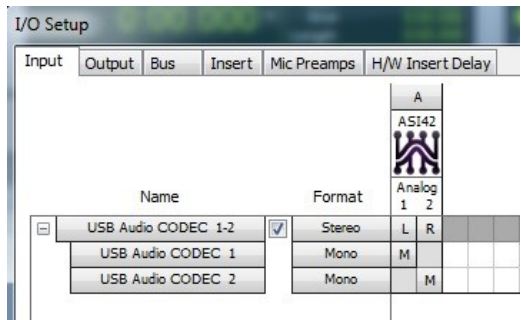 I/O Setup
Input Output Bus Insert Mic Preamps H/W Insert Delay
A
ASI42
Name Format Analog
1 2
USB Audio CODEC 1-2 Stereo L R
USB Audio CODEC 1 Mono M
USB Audio CODEC 2 Mono M